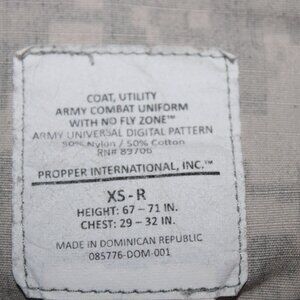 COAT, UTILITY
ARMY COMBAT UNIFORM
WITH NO FLY ZONE™
ARMY UNIVERSAL DIGITAL PATTERN
50% Nylon / 50% Cotton
RN# 89706
PROPPER INTERNATIONAL, INC.™
XS-R
HEIGHT: 67 – 71 IN.
CHEST: 29 – 32 IN.
MADE IN DOMINICAN REPUBLIC
085776-DOM-001